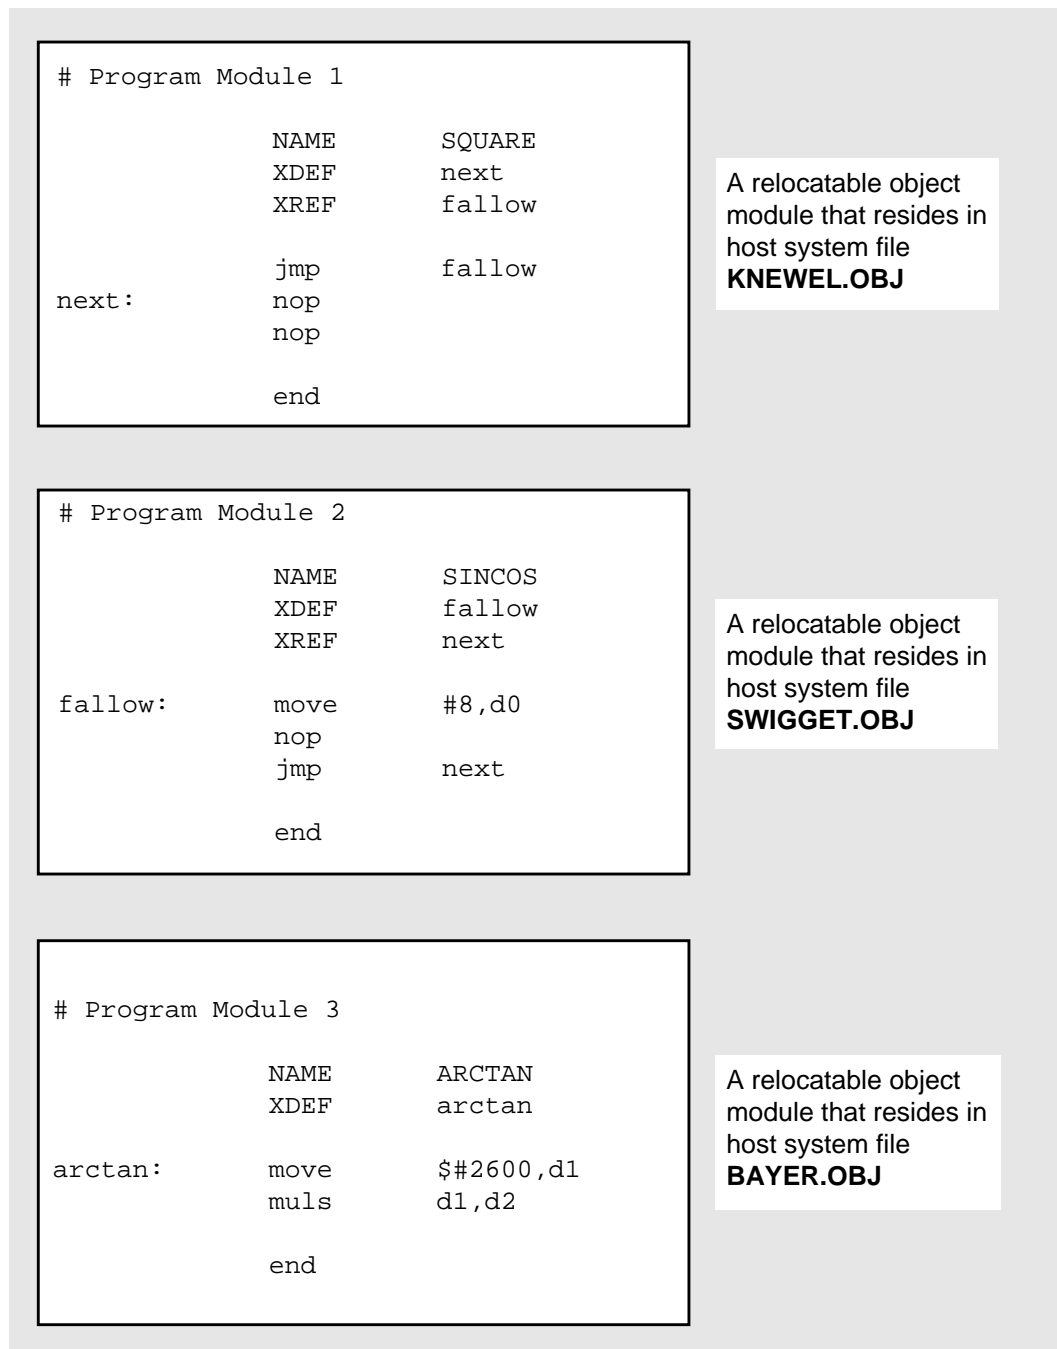 # Program Module 1
NAME SQUARE
XDEF next
XREF fallow
jmp fallow
next: nop
nop
end
A relocatable object
module that resides in
host system file
KNEWEL.OBJ
# Program Module 2
NAME SINCOS
XDEF fallow
XREF next
fallow: move #8,d0
nop
jmp next
end
A relocatable object
module that resides in
host system file
SWIGGET.OBJ
# Program Module 3
NAME ARCTAN
XDEF arctan
arctan: move $#2600,d1
muls d1,d2
end
A relocatable object
module that resides in
host system file
BAYER.OBJ